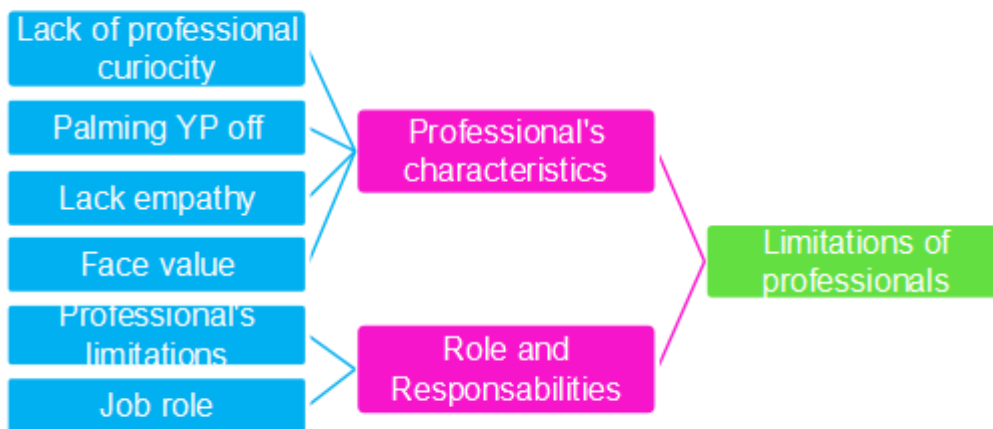 Lack of professional
curiocity
Palming YP off
Lack empathy
Face value
Professional's
limitations
Job role
Professional's
characteristics
Role and
Responsabilities
Limitations of
professionals